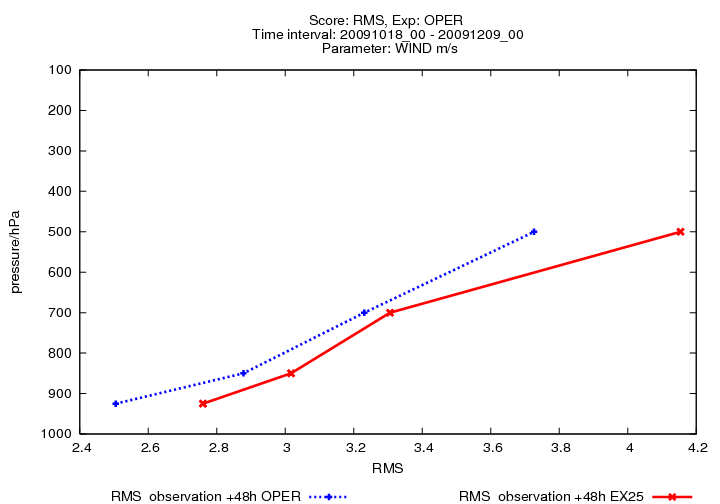 Score: RMS, Exp: OPER
Time interval: 20091018_00 - 20091209_00
Parameter: WIND m/s
100
200
300
400
500
600
700
800
900
1000
pressure/hPa
2.4 2.6 2.8 3 3.2 3.4 3.6 3.8 4 4.2
RMS
RMS observation +48h OPER
RMS observation +48h EX25